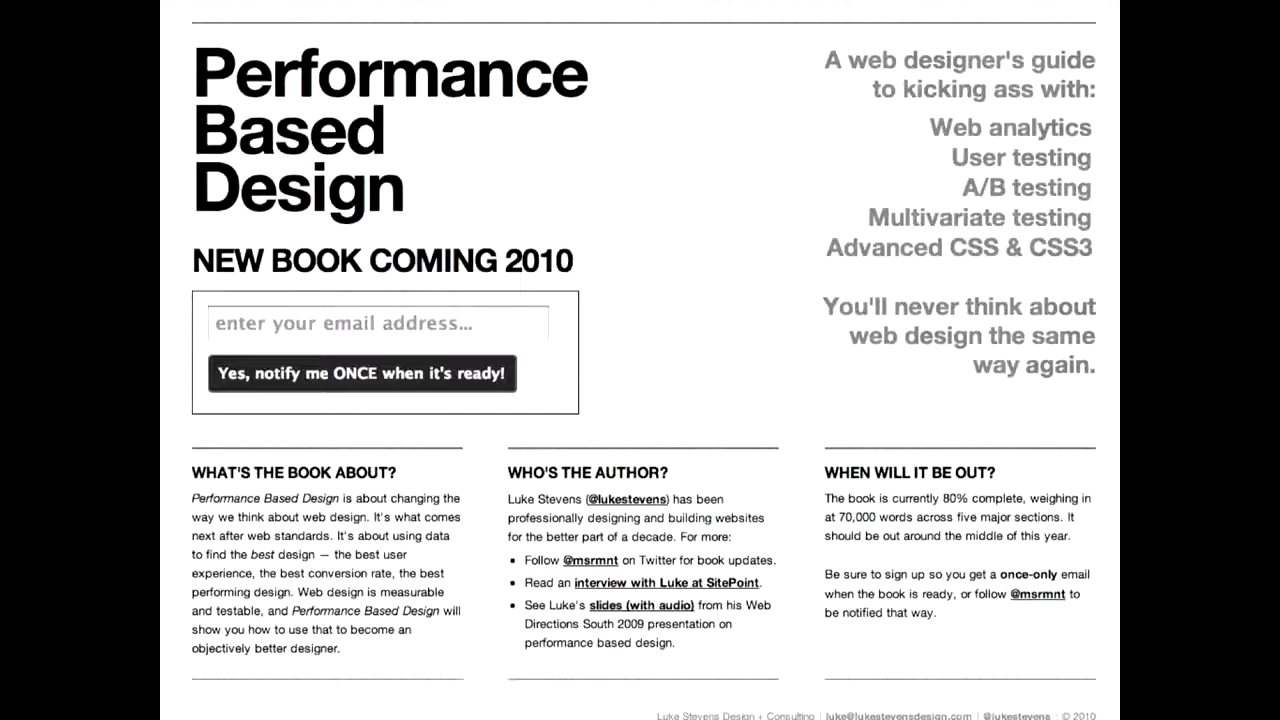 Performance
Based
Design
NEW BOOK COMING 2010
enter your email address...
Yes, notify me ONCE when it's ready!
A web designer's guide
to kicking ass with:
Web analytics
User testing
A/B testing
Multivariate testing
Advanced CSS & CSS3
You'll never think about
web design the same
way again.
WHAT'S THE BOOK ABOUT?
Performance Based Design is about changing the
way we think about web design. It's what comes
next after web standards. It's about using data
to find the best design — the best user
experience, the best conversion rate, the best
performing design. Web design is measurable
and testable, and Performance Based Design will
show you how to use that to become an
objectively better designer.
WHO'S THE AUTHOR?
Luke Stevens (@lukestevens) has been
professionally designing and building websites
for the better part of a decade. For more:
• Follow @msrmnt on Twitter for book updates.
• Read an interview with Luke at SitePoint.
• See Luke's slides (with audio) from his Web
Directions South 2009 presentation on
performance based design.
WHEN WILL IT BE OUT?
The book is currently 80% complete, weighing in
at 70,000 words across five major sections. It
should be out around the middle of this year.
Be sure to sign up so you get a once-only email
when the book is ready, or follow @msrmnt to
be notified that way.
Luke Stevens Design + Consulting | luke@lukestevensdesign.com | @lukestevens | © 2010